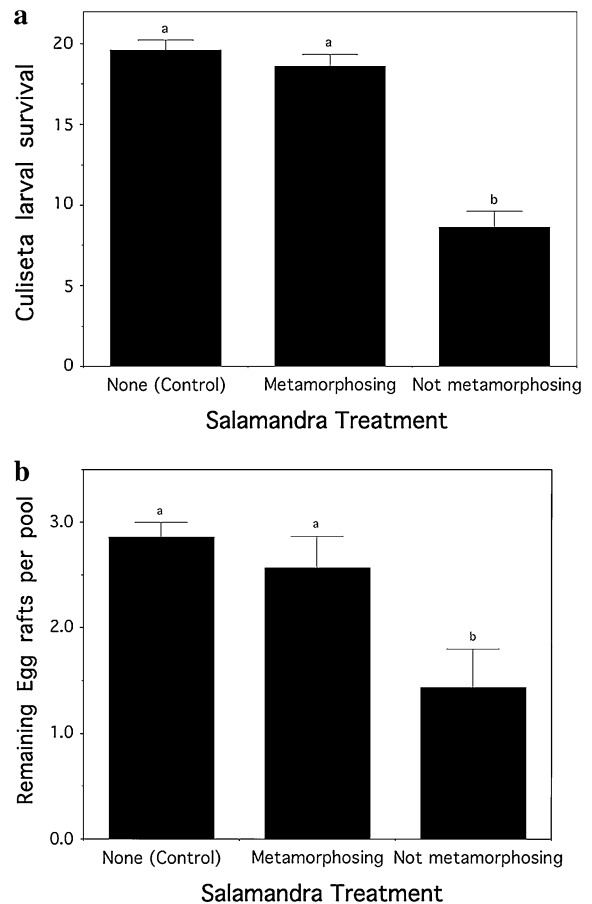 a
Culiseta larval survival
20
15
10
5
0
a
a
b
None (Control)
Metamorphosing
Not metamorphosing
Salamandra Treatment
b
Remaining Egg rafts per pool
3.0
2.0
1.0
0.0
a
a
b
None (Control)
Metamorphosing
Not metamorphosing
Salamandra Treatment